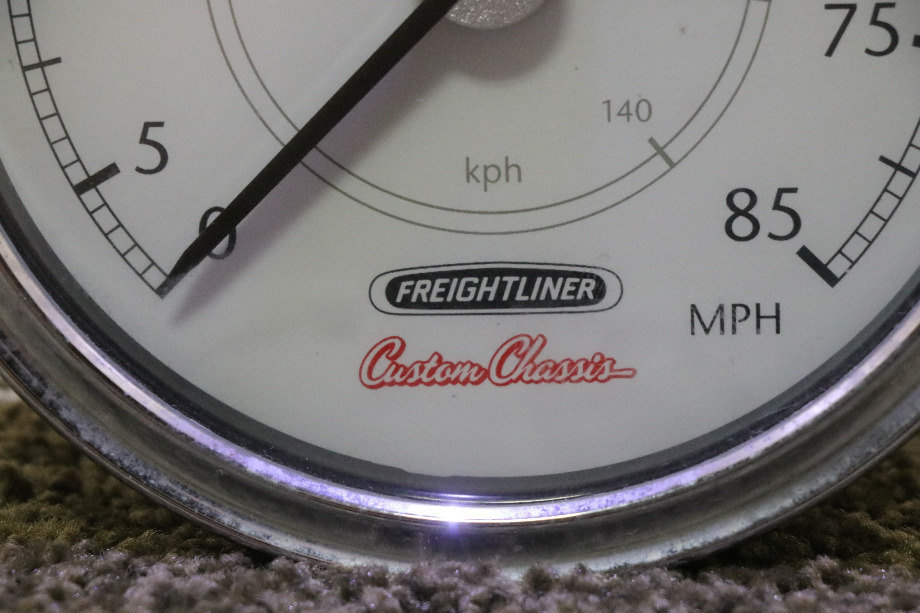 75
140
5
kph
85
0
FREIGHTLINER
MPH
Custom Chassis